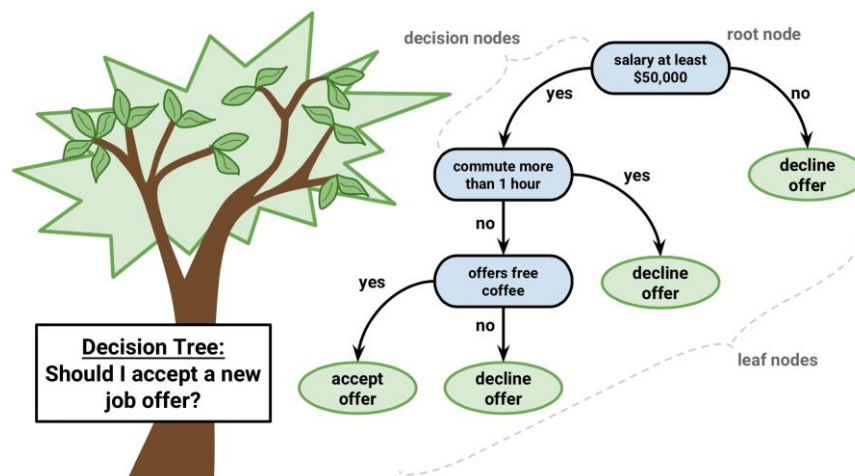 decision nodes
root node
salary at least
$50,000
yes
no
commute more
than 1 hour
decline
offer
yes
no
offers free
coffee
decline
offer
yes
no
Decision Tree:
Should I accept a new
job offer?
accept
offer
decline
offer
leaf nodes